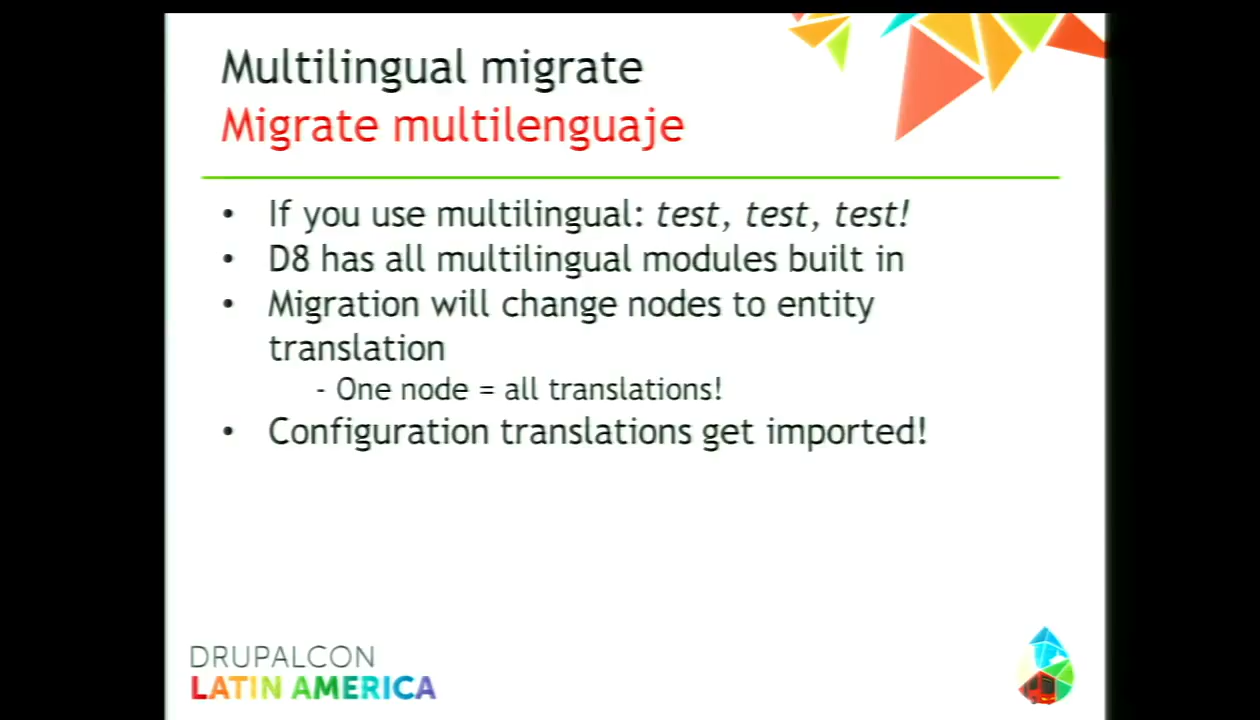 Multilingual migrate
Migrate multilenguaje
• If you use multilingual: test, test, test!
• D8 has all multilingual modules built in
• Migration will change nodes to entity
translation
- One node = all translations!
• Configuration translations get imported!
DRUPALCON
LATIN AMERICA